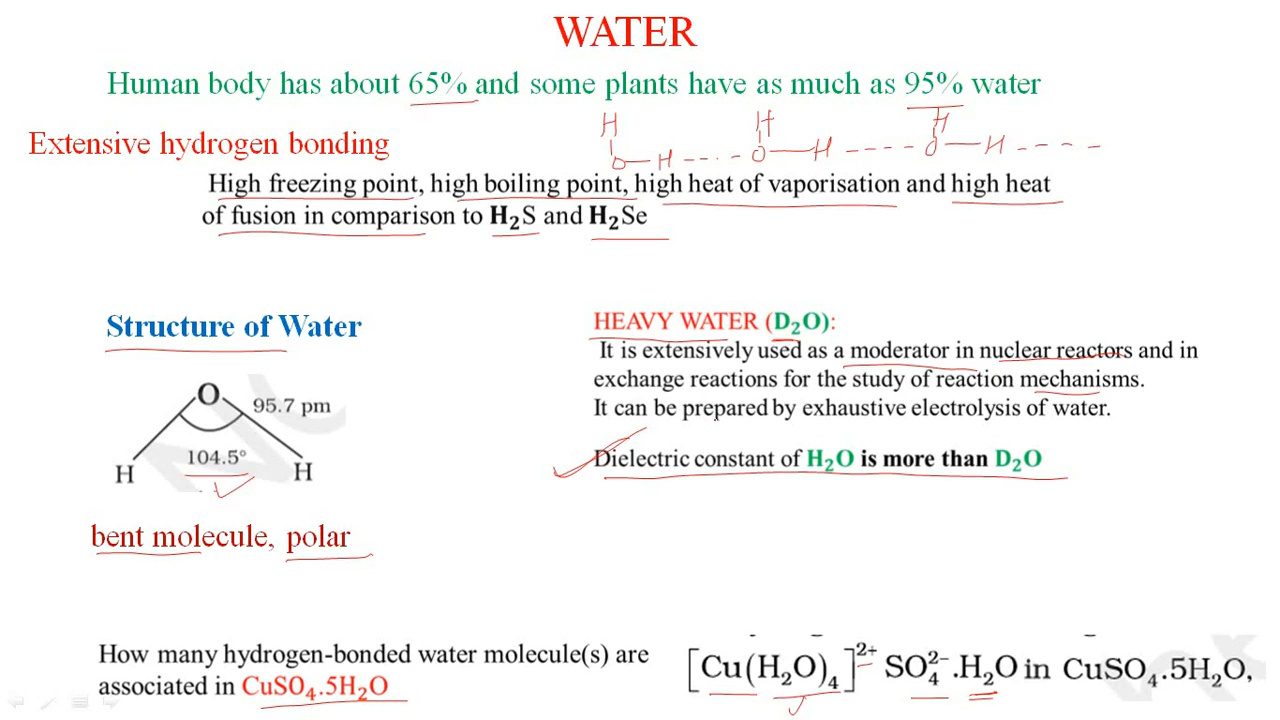 WATER
Human body has about 65% and some plants have as much as 95% water
H H H
Extensive hydrogen bonding
O—H ---- O—H ---- O—H ----
High freezing point, high boiling point, high heat of vaporisation and high heat
of fusion in comparison to H₂S and H₂Se
Structure of Water
O
95.7 pm
104.5°
H H
bent molecule, polar
HEAVY WATER (D₂O):
It is extensively used as a moderator in nuclear reactors and in
exchange reactions for the study of reaction mechanisms.
It can be prepared by exhaustive electrolysis of water.
Dielectric constant of H₂O is more than D₂O
How many hydrogen-bonded water molecule(s) are
associated in CuSO₄.5H₂O
[Cu(H₂O)₄]²⁺ SO₄²⁻.H₂O in CuSO₄.5H₂O,